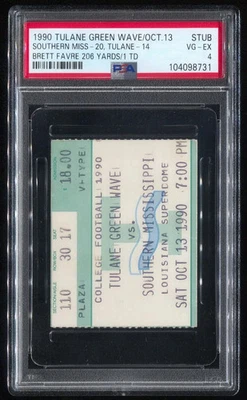 1990 TULANE GREEN WAVE/OCT.13 STUB
SOUTHERN MISS - 20, TULANE - 14 VG-EX
BRETT FAVRE 206 YARDS/1 TD 4
PSA 104098731
COLLEGE FOOTBALL 1990
TULANE GREEN WAVE
VS.
SOUTHERN MISSISSIPPI
LOUISIANA SUPERDOME
SAT OCT 13 1990 7:00 PM
18.00
PLAZA
110 30 17